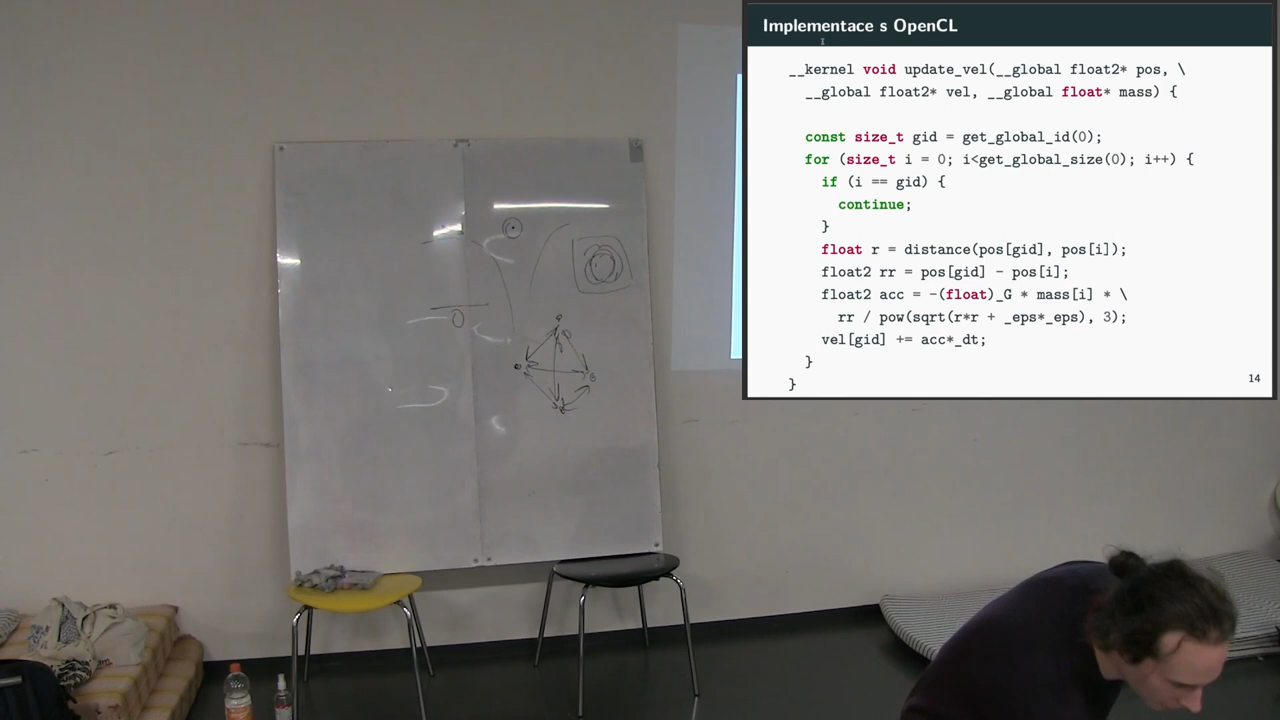 Implementace s OpenCL
__kernel void update_vel(__global float2* pos, \
__global float2* vel, __global float* mass) {
const size_t gid = get_global_id(0);
for (size_t i = 0; i<get_global_size(0); i++) {
if (i == gid) {
continue;
}
float r = distance(pos[gid], pos[i]);
float2 rr = pos[gid] - pos[i];
float2 acc = -(float)_G * mass[i] * \
rr / pow(sqrt(r*r + _eps*_eps), 3);
vel[gid] += acc*_dt;
}
}
14